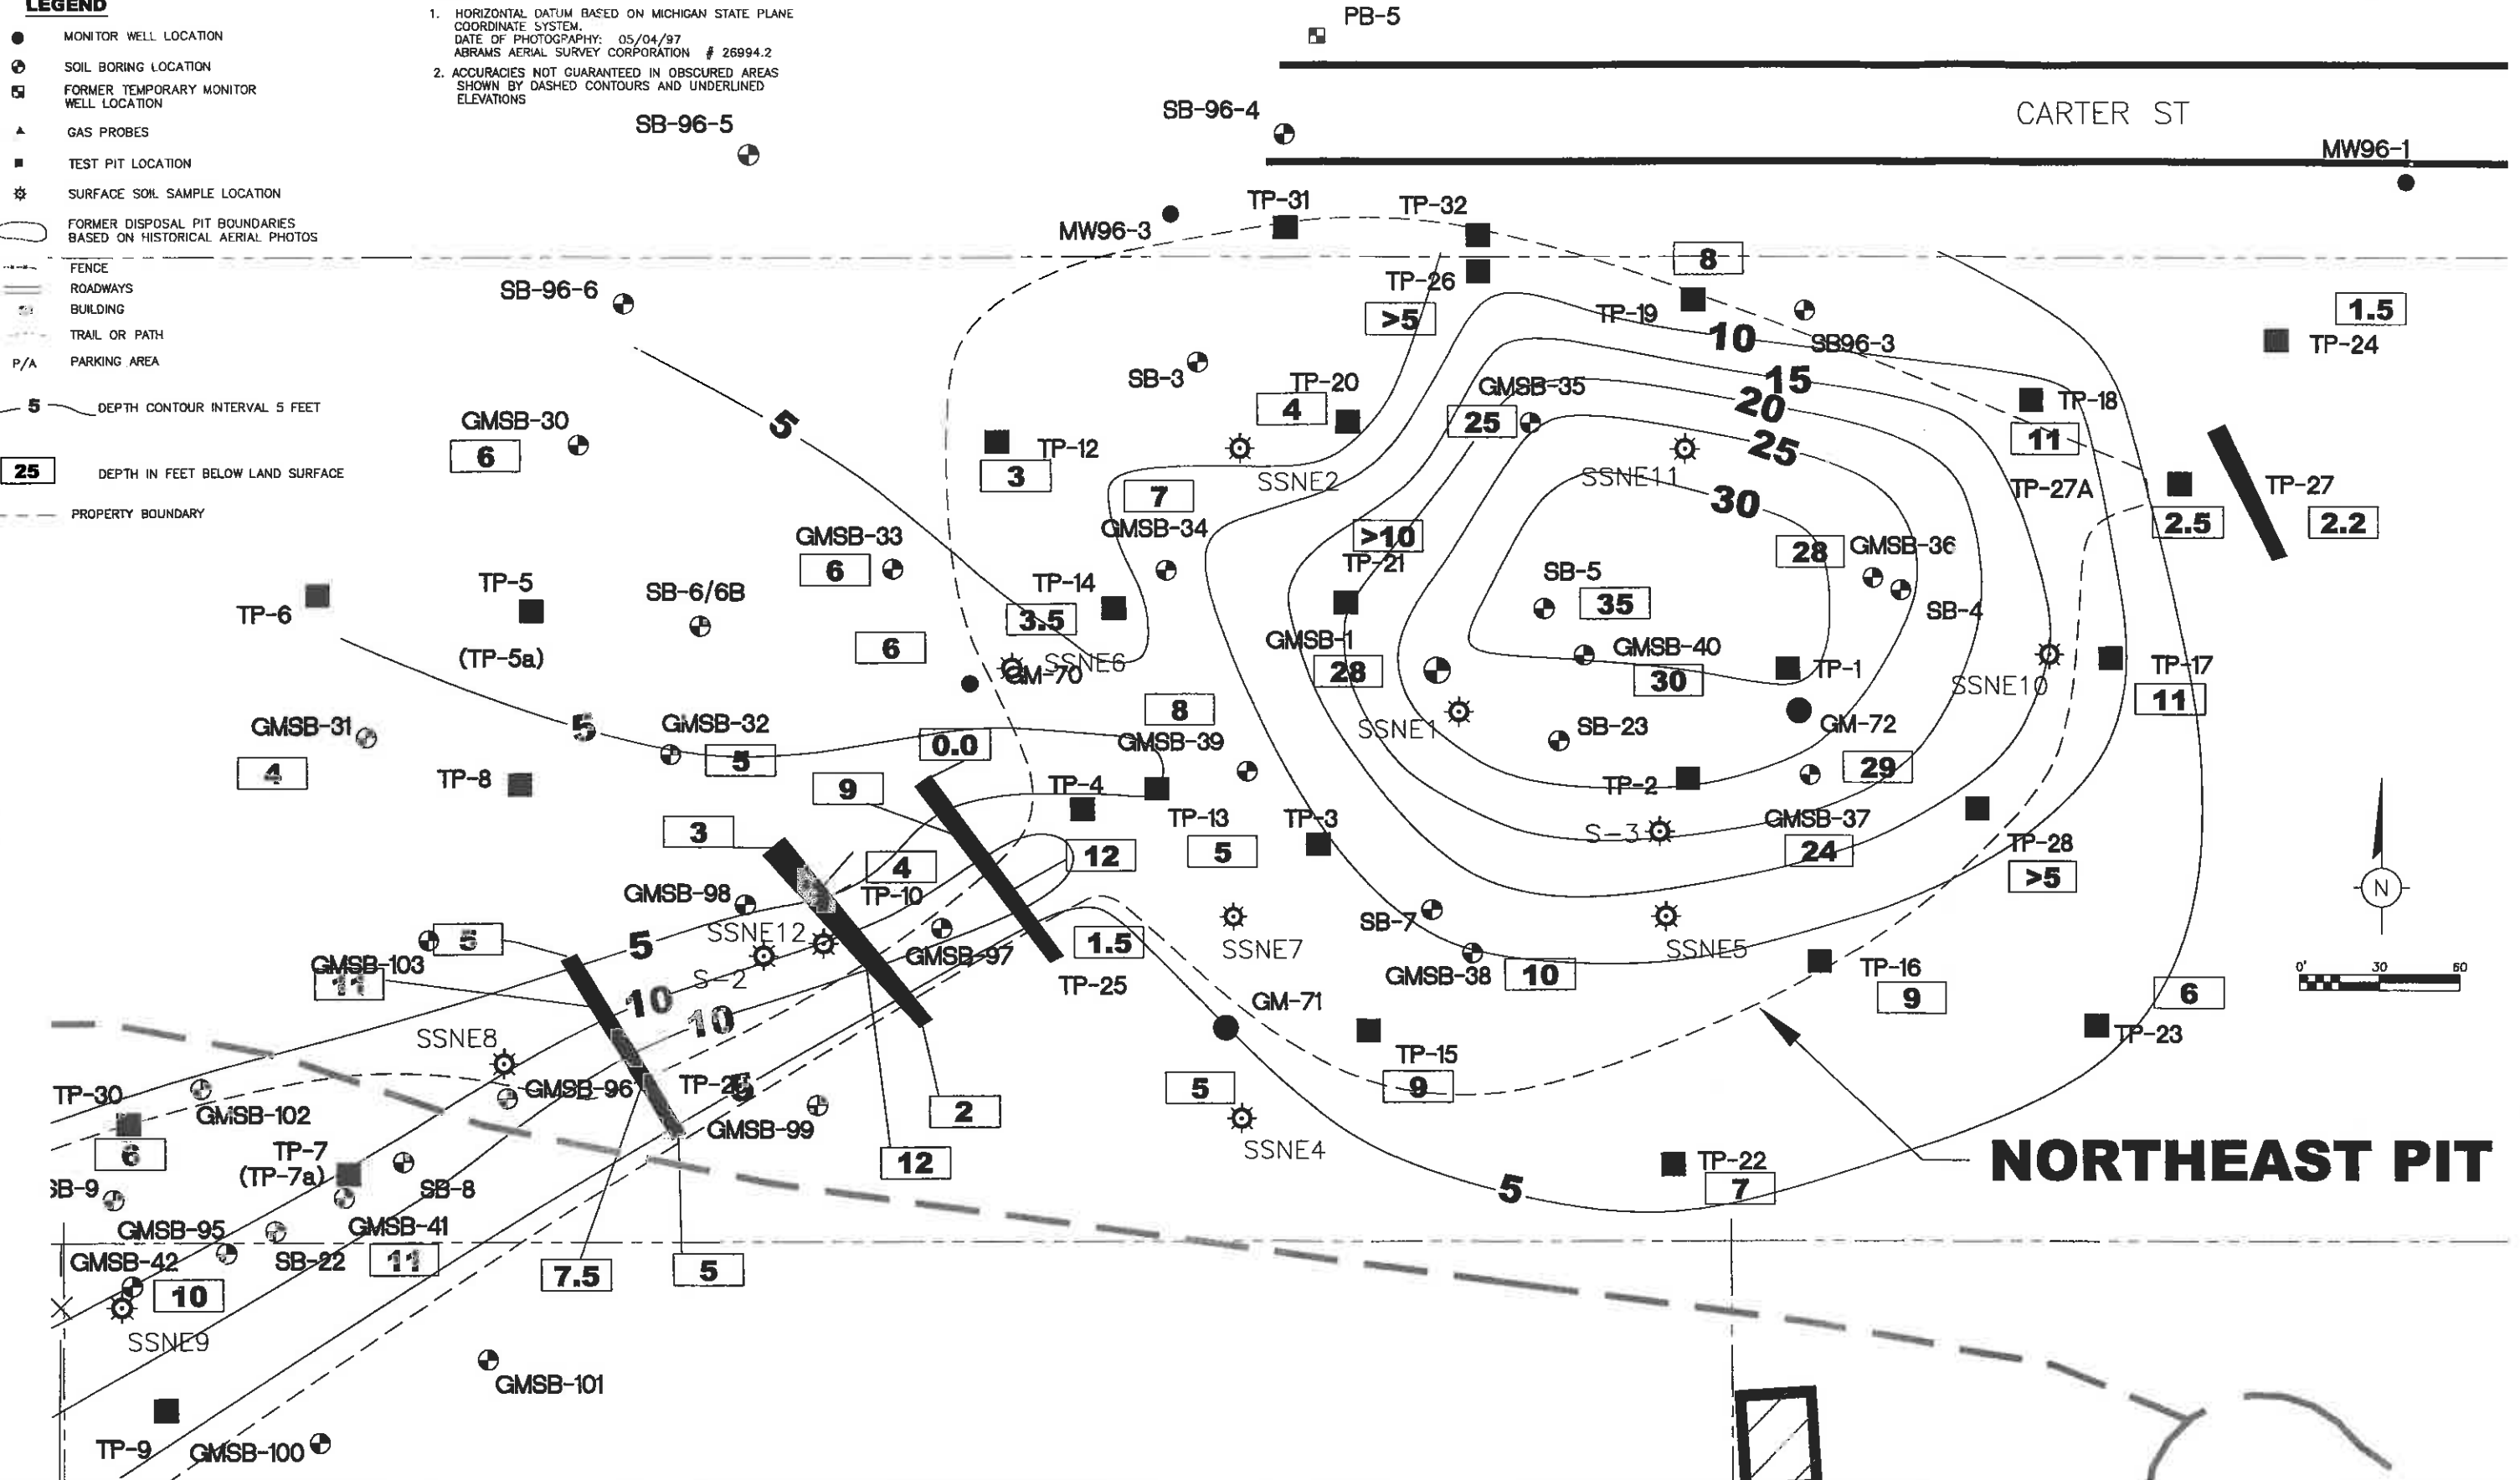 LEGEND
MONITOR WELL LOCATION
SOIL BORING LOCATION
FORMER TEMPORARY MONITOR
WELL LOCATION
GAS PROBES
TEST PIT LOCATION
SURFACE SOIL SAMPLE LOCATION
FORMER DISPOSAL PIT BOUNDARIES
BASED ON HISTORICAL AERIAL PHOTOS
FENCE
ROADWAYS
BUILDING
TRAIL OR PATH
P/A PARKING AREA
5 DEPTH CONTOUR INTERVAL 5 FEET
25 DEPTH IN FEET BELOW LAND SURFACE
PROPERTY BOUNDARY
1. HORIZONTAL DATUM BASED ON MICHIGAN STATE PLANE
COORDINATE SYSTEM.
DATE OF PHOTOGRAPHY: 05/04/97
ABRAMS AERIAL SURVEY CORPORATION # 26994.2
2. ACCURACIES NOT GUARANTEED IN OBSCURED AREAS
SHOWN BY DASHED CONTOURS AND UNDERLINED
ELEVATIONS
PB-5
SB-96-4
SB-96-5
CARTER ST
MW96-1
TP-31
TP-32
MW96-3
8
TP-26
SB-96-6
>5
TP-19
10
SB96-3
1.5
TP-24
SB-3
TP-20
4
GMSB-35
25
15
20
25
30
TP-18
11
5
GMSB-30
6
TP-12
3
SSNE2
SSNE11
TP-27A
2.5
TP-27
2.2
7
GMSB-34
GMSB-33
6
>10
TP-21
28
GMSB-36
SB-5
35
SB-4
TP-6
TP-5
(TP-5a)
SB-6/6B
TP-14
3.5
6
SSNE6
GM-70
GMSB-1
28
GMSB-40
30
TP-1
SSNE10
TP-17
11
GMSB-31
4
5
GMSB-32
5
0.0
8
GMSB-39
SSNE1
SB-23
GM-72
TP-8
9
TP-4
TP-13
5
TP-3
TP-2
29
GMSB-37
24
S-3
TP-28
>5
3
4
TP-10
12
GMSB-98
SSNE12
5
GMSB-97
1.5
TP-25
SSNE7
SB-7
GMSB-38
10
SSNE5
TP-16
9
6
TP-23
5
GMSB-103
11
S-2
10
10
GM-71
SSNE8
TP-15
9
5
SSNE4
TP-30
6
GMSB-102
GMSB-96
5
GMSB-99
2
12
TP-7
(TP-7a)
SB-8
TP-22
7
5
NORTHEAST PIT
SB-9
GMSB-95
GMSB-41
11
GMSB-42
SB-22
10
SSNE9
7.5
5
GMSB-101
TP-9
GMSB-100
N
0' 30 60